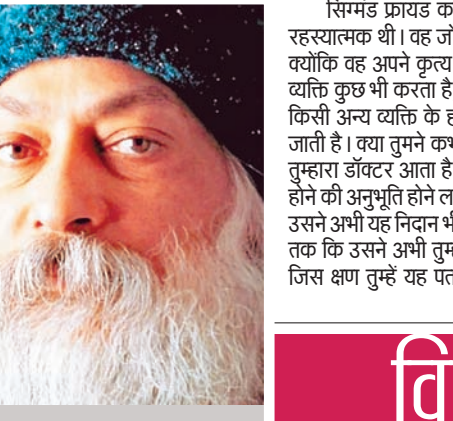 सिग्मंड फ्रायड क
रहस्यात्मक थी। वह जो
क्योंकि वह अपने कृत्य
व्यक्ति कुछ भी करता है
किसी अन्य व्यक्ति के ह
जाती है। क्या तुमने कभ
तुम्हारा डॉक्टर आता है
होने की अनुभूति होने ल
उसने अभी यह निदान भ
तक कि उसने अभी तुम
जिस क्षण तुम्हें यह पत
वि